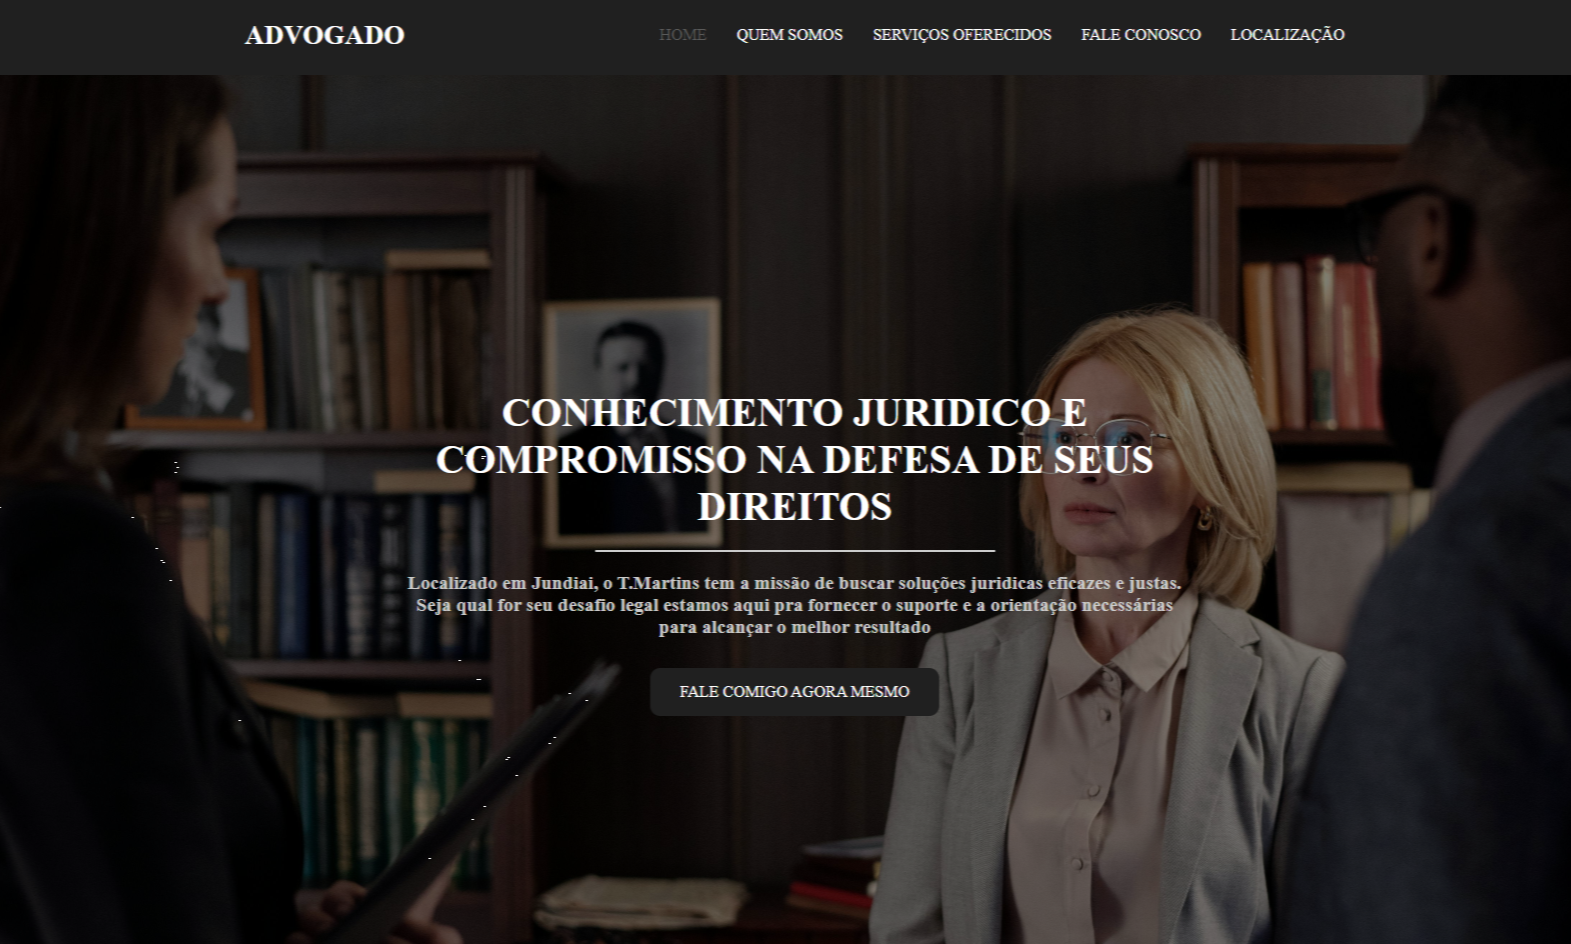 ADVOGADO
HOME QUEM SOMOS SERVIÇOS OFERECIDOS FALE CONOSCO LOCALIZAÇÃO
CONHECIMENTO JURIDICO E
COMPROMISSO NA DEFESA DE SEUS
DIREITOS
Localizado em Jundiai, o T.Martins tem a missão de buscar soluções juridicas eficazes e justas.
Seja qual for seu desafio legal estamos aqui pra fornecer o suporte e a orientação necessárias
para alcançar o melhor resultado
FALE COMIGO AGORA MESMO